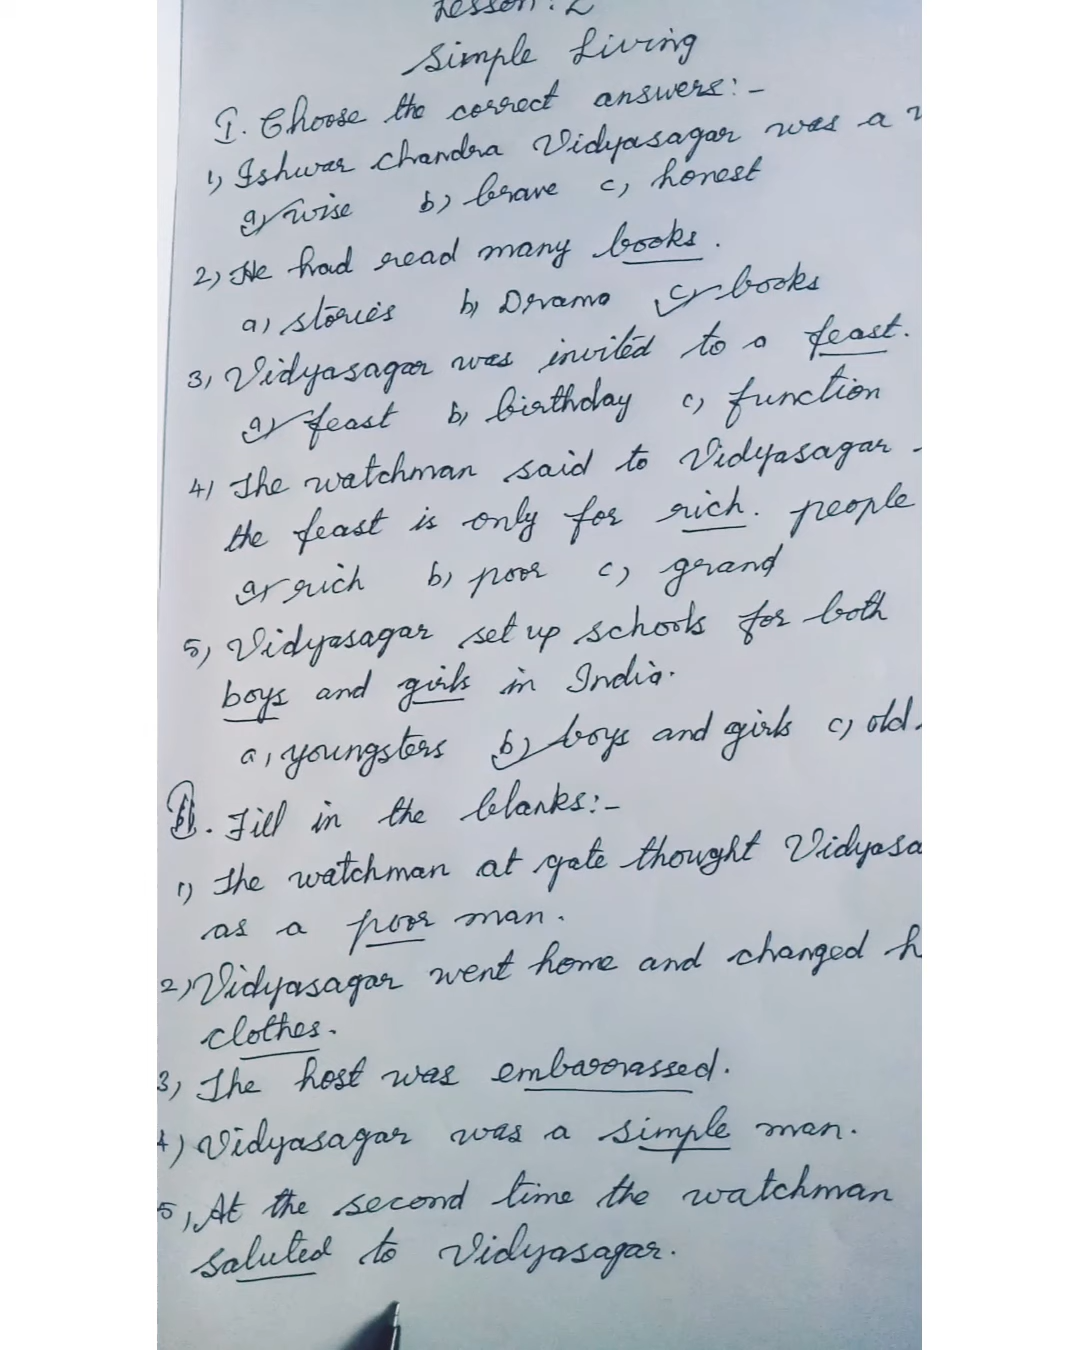 Lesson: 2
Simple Living
I. Choose the correct answers:-
1) Ishwar chandra Vidyasagar was a
a) wise b) brave c) honest
2) He had read many books.
a) stories b) Drama c) books
3) Vidyasagar was invited to a feast.
a) feast b) birthday c) function
4) The watchman said to Vidyasagar -
the feast is only for rich. people
a) rich b) poor c) grand
5) Vidyasagar set up schools for both
boys and girls in India.
a) youngsters b) boys and girls c) old.
II. Fill in the blanks:-
1) The watchman at gate thought Vidyasa
as a poor man.
2) Vidyasagar went home and changed h
clothes.
3) The host was embarrassed.
4) Vidyasagar was a simple man.
5) At the second time the watchman
saluted to Vidyasagar.